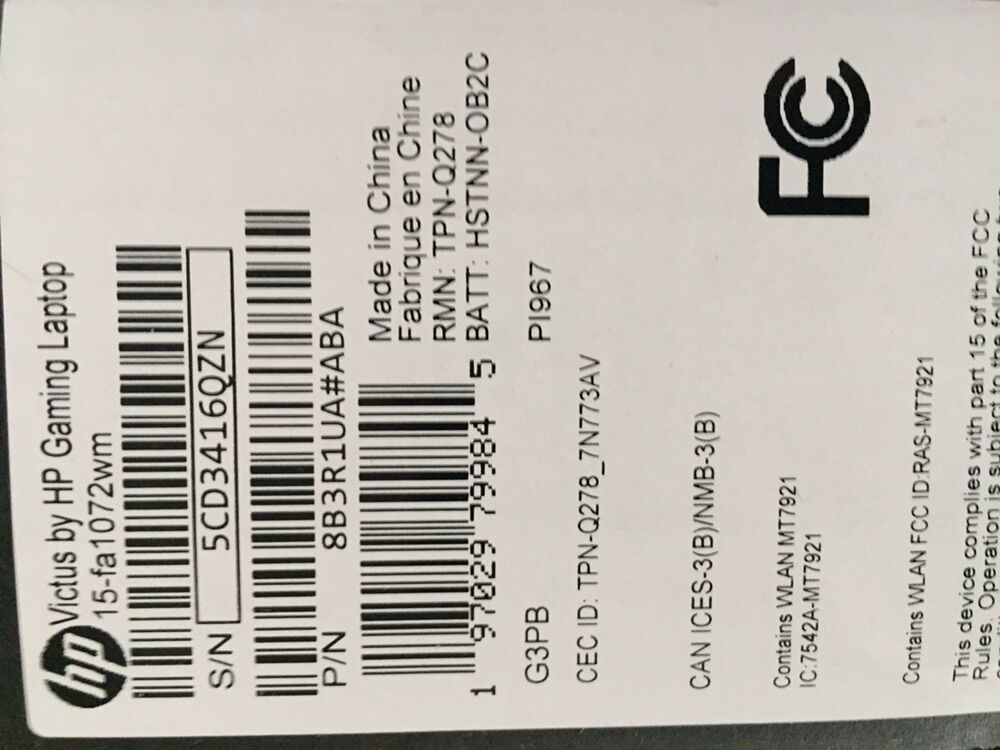 hp
Victus by HP Gaming Laptop
15-fa1072wm
S/N 5CD3416QZN
P/N 8B3R1UA#ABA
1 97029 79984 5
Made in China
Fabrique en Chine
RMN: TPN-Q278
BATT: HSTNN-OB2C
G3PB PI967
CEC ID: TPN-Q278_7N773AV
CAN ICES-3(B)/NMB-3(B)
Contains WLAN MT7921
IC:7542A-MT7921
FC
Contains WLAN FCC ID:RAS-MT7921
This device complies with part 15 of the FCC
Rules. Operation is subject to the following